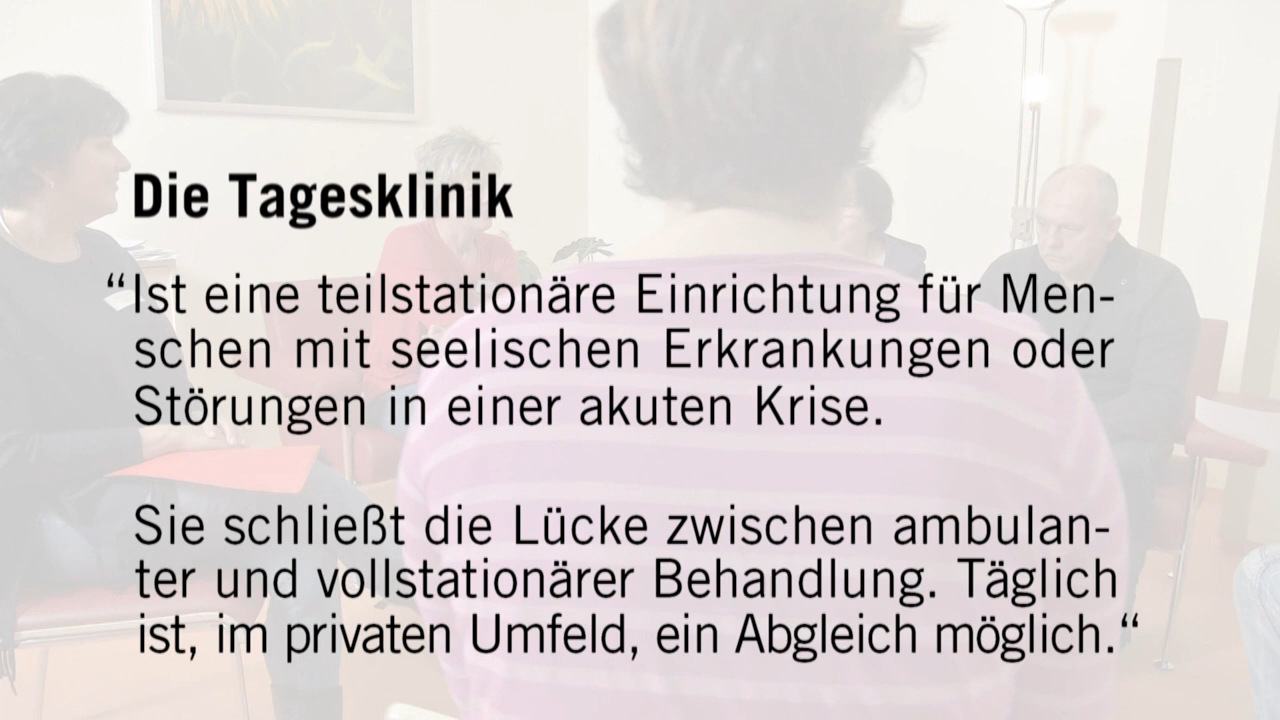 Die Tagesklinik
“Ist eine teilstationäre Einrichtung für Men-
schen mit seelischen Erkrankungen oder
Störungen in einer akuten Krise.
Sie schließt die Lücke zwischen ambulan-
ter und vollstationärer Behandlung. Täglich
ist, im privaten Umfeld, ein Abgleich möglich.“